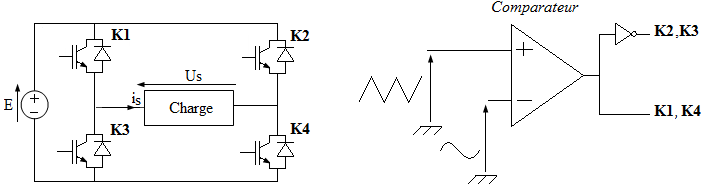 Comparateur
K1
K2
K2,K3
Us
E
is
Charge
K3
K4
K1, K4